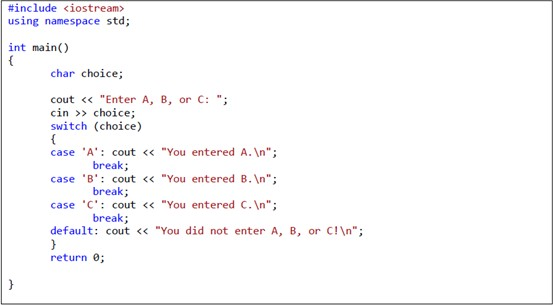 #include <iostream>
using namespace std;
int main()
{
char choice;
cout << "Enter A, B, or C: ";
cin >> choice;
switch (choice)
{
case 'A': cout << "You entered A.\n";
break;
case 'B': cout << "You entered B.\n";
break;
case 'C': cout << "You entered C.\n";
break;
default: cout << "You did not enter A, B, or C!\n";
}
return 0;
}